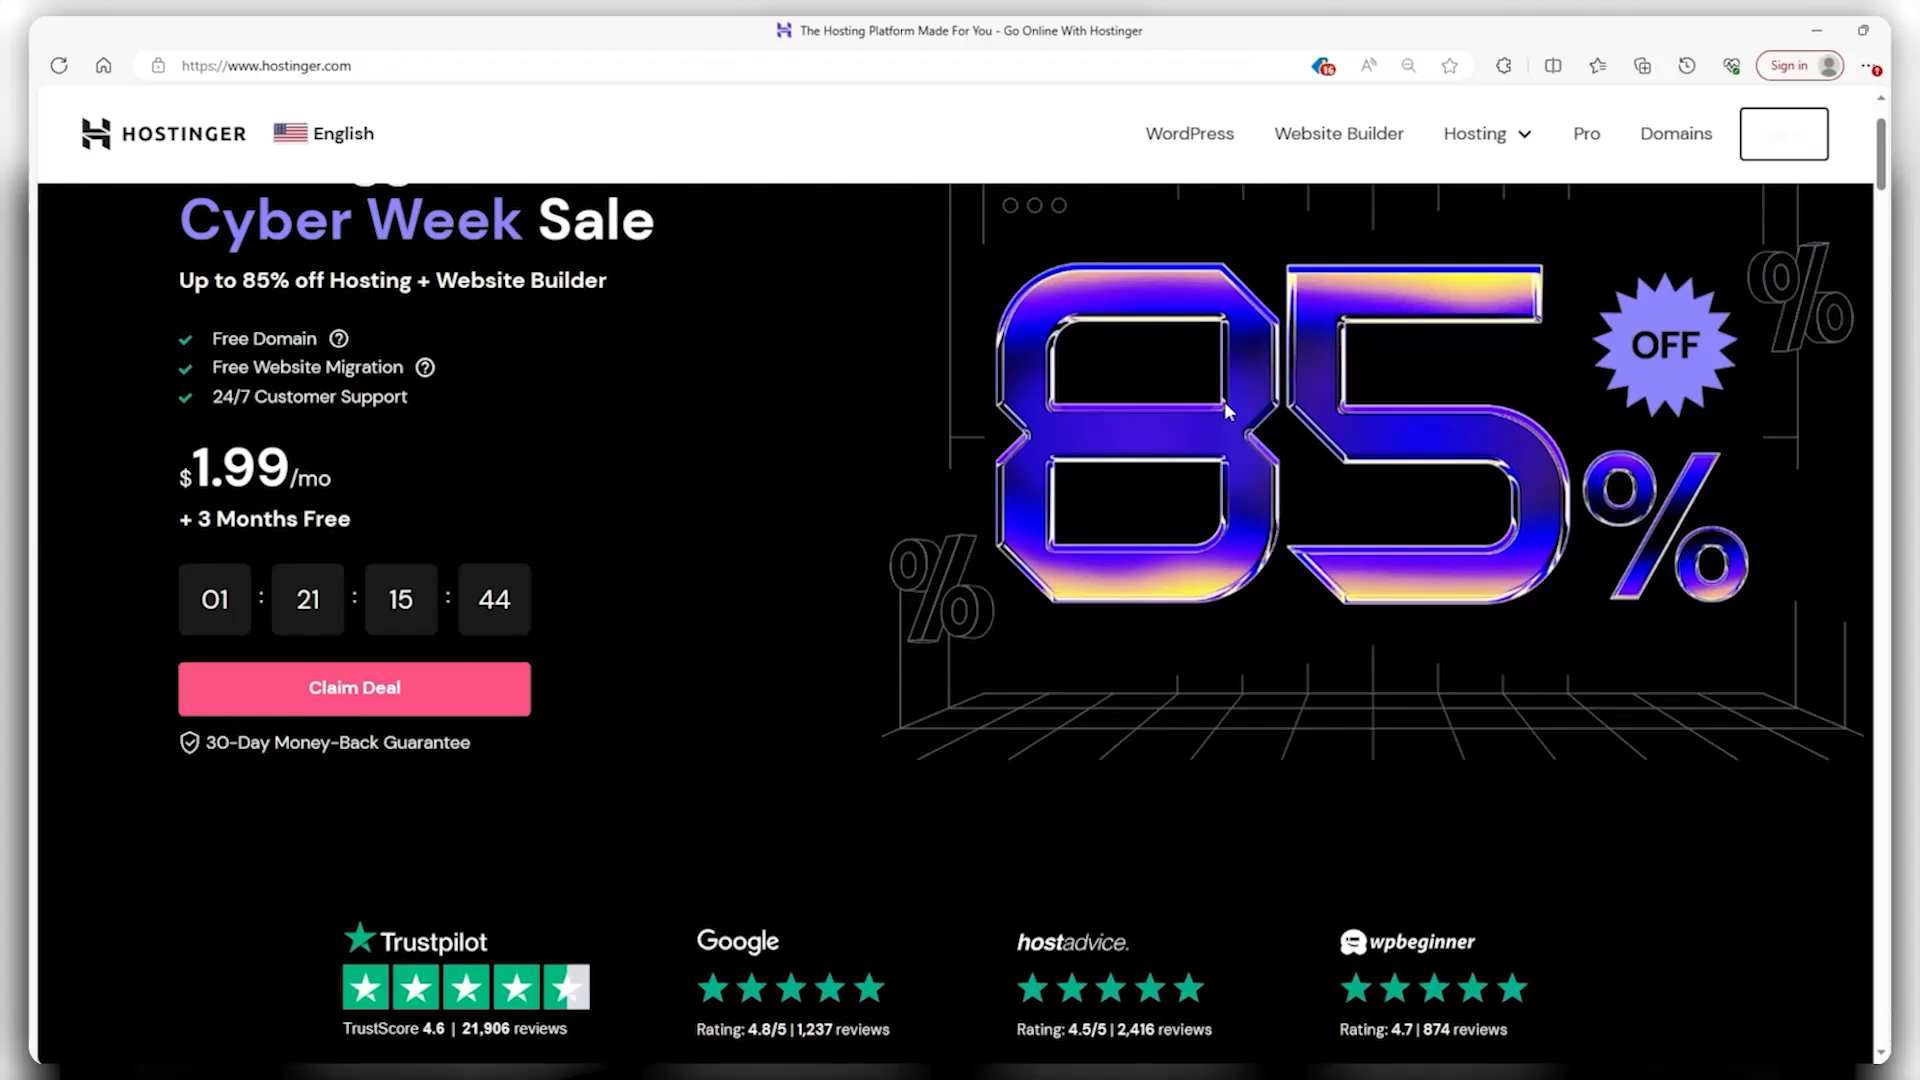 The Hosting Platform Made For You - Go Online With Hostinger
https://www.hostinger.com
16
Sign in
HOSTINGER
English
WordPress
Website Builder
Hosting
Pro
Domains
Cyber Week Sale
Up to 85% off Hosting + Website Builder
Free Domain
Free Website Migration
24/7 Customer Support
$1.99/mo
+ 3 Months Free
01 : 21 : 15 : 44
Claim Deal
30-Day Money-Back Guarantee
85%
OFF
Trustpilot
TrustScore 4.6 | 21,906 reviews
Google
Rating: 4.8/5 | 1,237 reviews
hostadvice.
Rating: 4.5/5 | 2,416 reviews
wpbeginner
Rating: 4.7 | 874 reviews